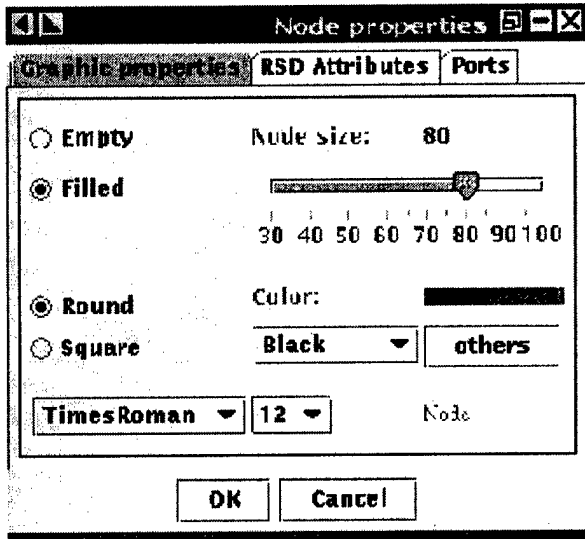 Node properties
Graphic properties RSD Attributes Ports
Empty Node size: 80
Filled
30 40 50 60 70 80 90 100
Round Color:
Square Black others
TimesRoman 12 Node
OK Cancel